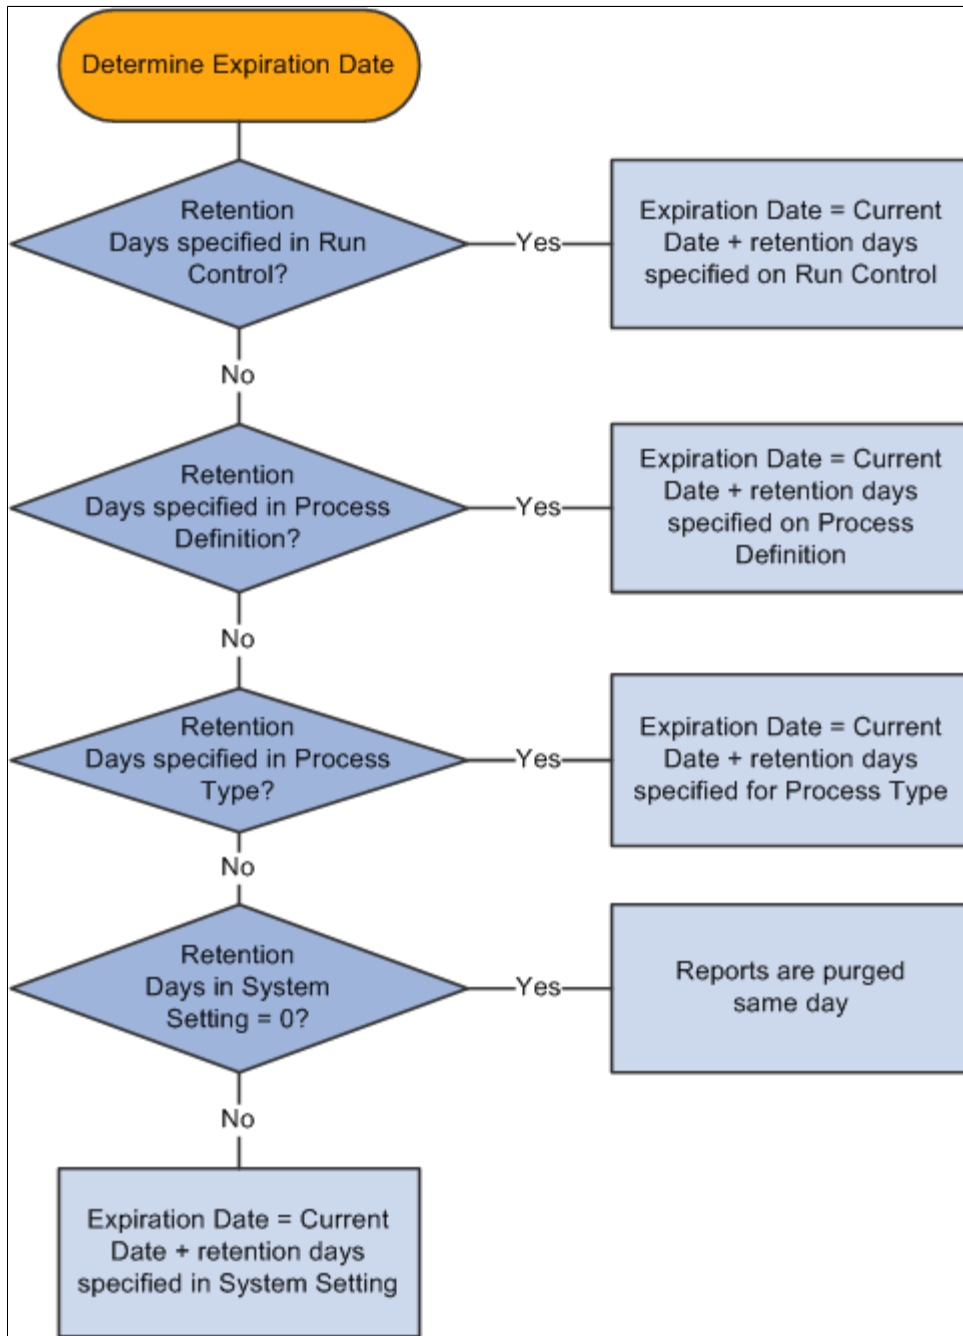 Determine Expiration Date
Retention
Days specified in Run
Control?
Yes
Expiration Date = Current
Date + retention days
specified on Run Control
No
Retention
Days specified in Process
Definition?
Yes
Expiration Date = Current
Date + retention days
specified on Process
Definition
No
Retention
Days specified in Process
Type?
Yes
Expiration Date = Current
Date + retention days
specified for Process Type
No
Retention
Days in System
Setting = 0?
Yes
Reports are purged
same day
No
Expiration Date = Current
Date + retention days
specified in System Setting